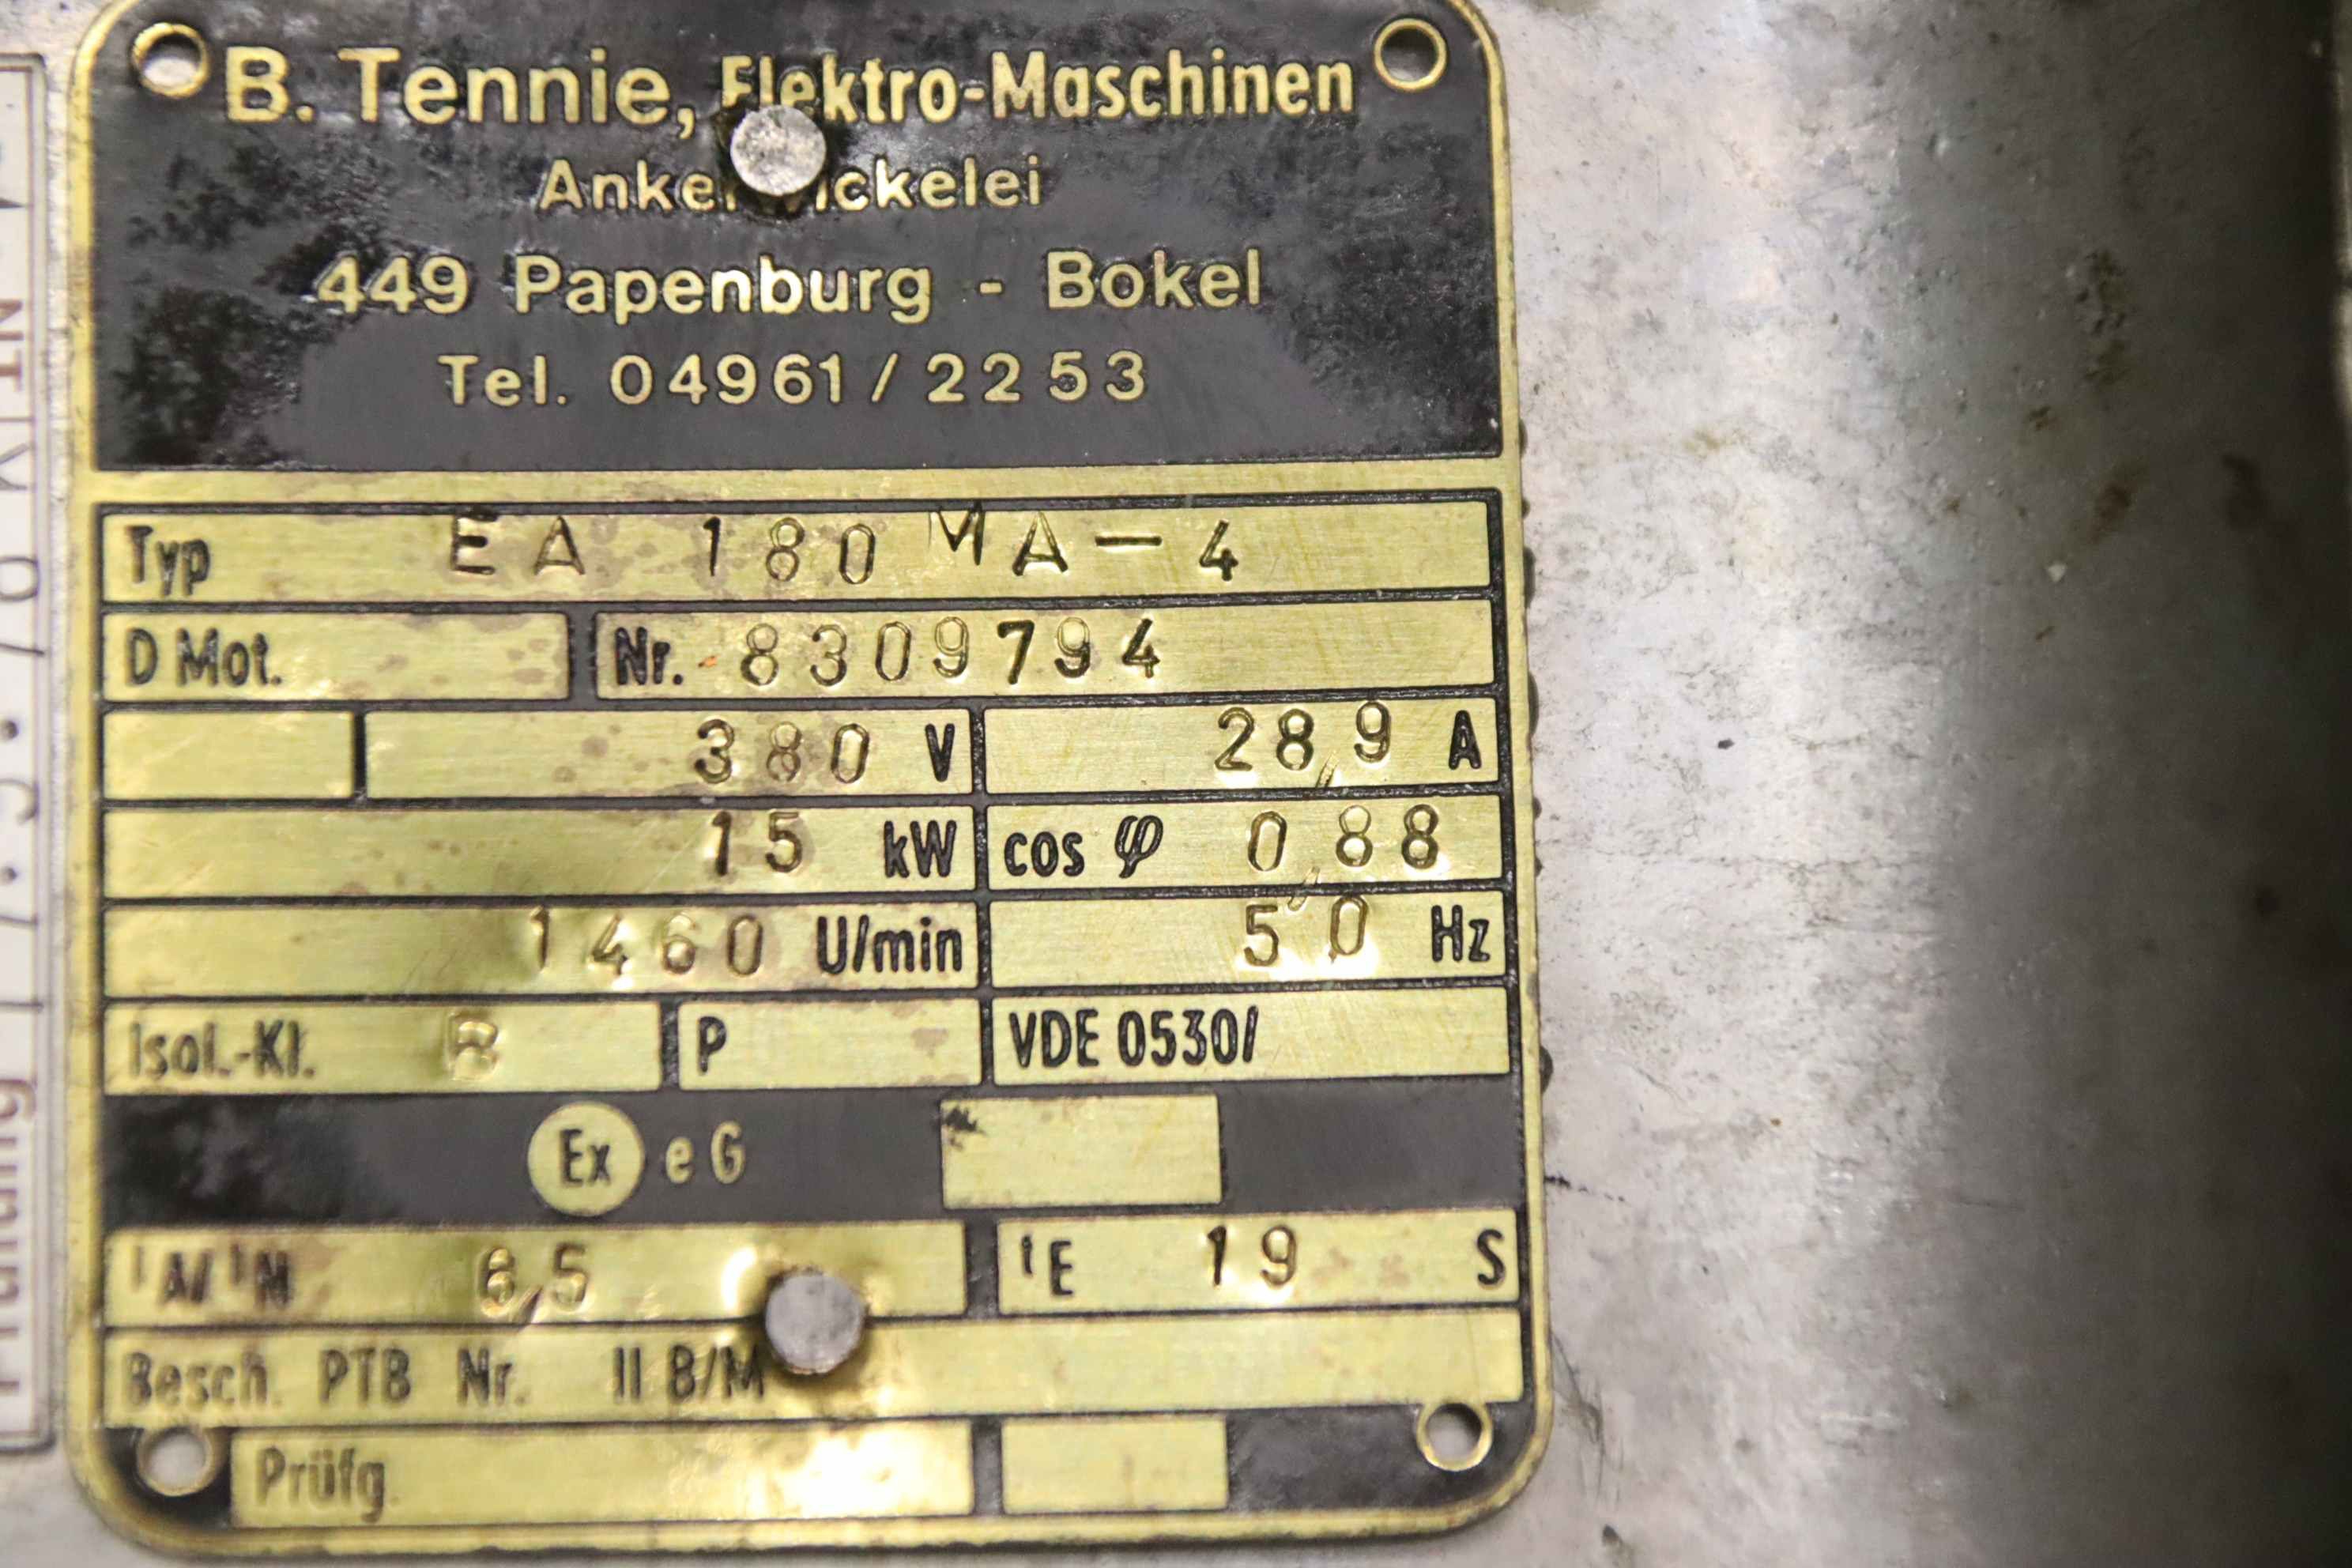 B. Tennie, Elektro-Maschinen
Ankerwickelei
449 Papenburg - Bokel
Tel. 04961/2253
Typ EA 180 MA-4
D Mot. Nr. 8309794
380 V 28,9 A
15 kW cos φ 0,88
1460 U/min 50 Hz
Isol.-Kl. B P VDE 0530/
Ex e G
IA/IN 6,5 tE 19 S
Besch. PTB Nr. II B/M
Prüfg.